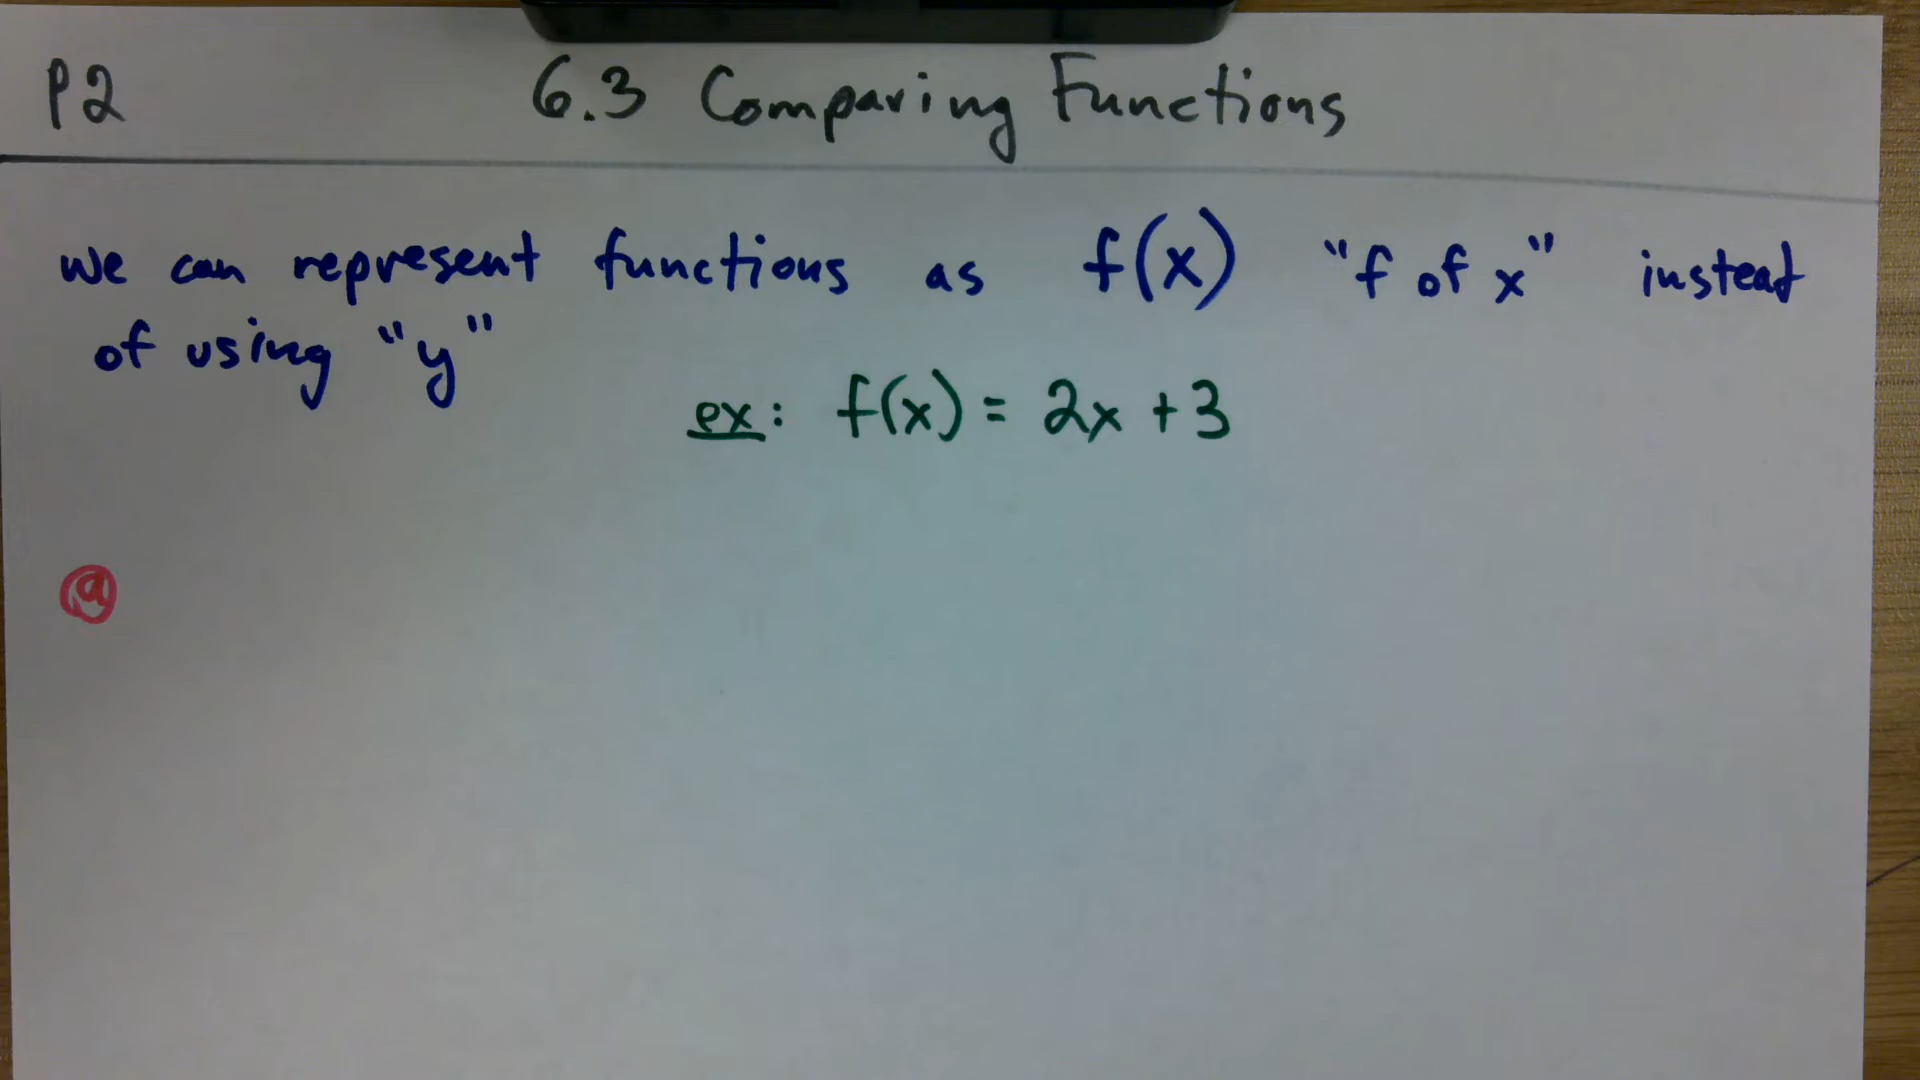 P2 6.3 Comparing Functions
we can represent functions as f(x) "f of x" instead
of using "y"
ex: f(x) = 2x + 3
a